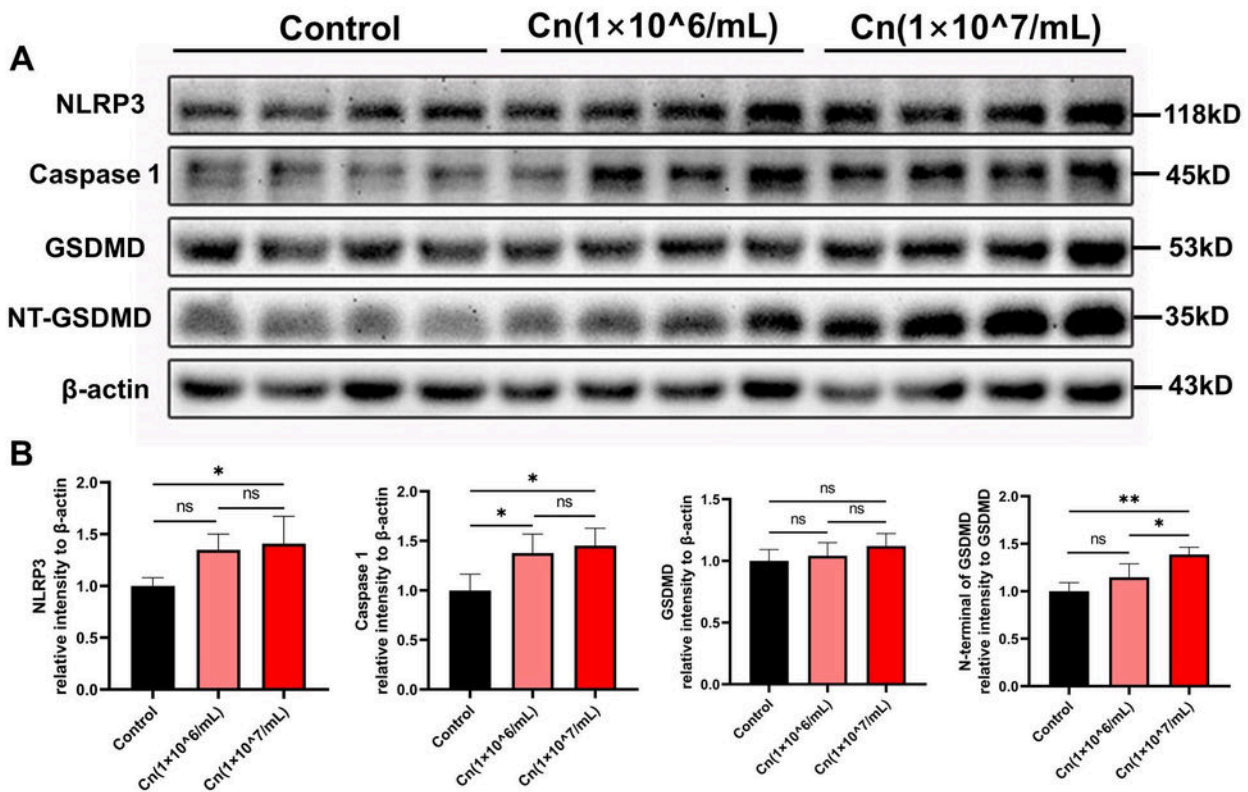 Control Cn(1×10^6/mL) Cn(1×10^7/mL)
A
NLRP3 118kD
Caspase 1 45kD
GSDMD 53kD
NT-GSDMD 35kD
β-actin 43kD
B
NLRP3
relative intensity to β-actin
2.0
1.5
1.0
0.5
0.0
*
ns
ns
Control
Cn(1×10^6/mL)
Cn(1×10^7/mL)
Caspase 1
relative intensity to β-actin
2.0
1.5
1.0
0.5
0.0
*
*
ns
Control
Cn(1×10^6/mL)
Cn(1×10^7/mL)
GSDMD
relative intensity to β-actin
1.5
1.0
0.5
0.0
ns
ns
ns
Control
Cn(1×10^6/mL)
Cn(1×10^7/mL)
N-terminal of GSDMD
relative intensity to GSDMD
2.0
1.5
1.0
0.5
0.0
**
ns
*
Control
Cn(1×10^6/mL)
Cn(1×10^7/mL)